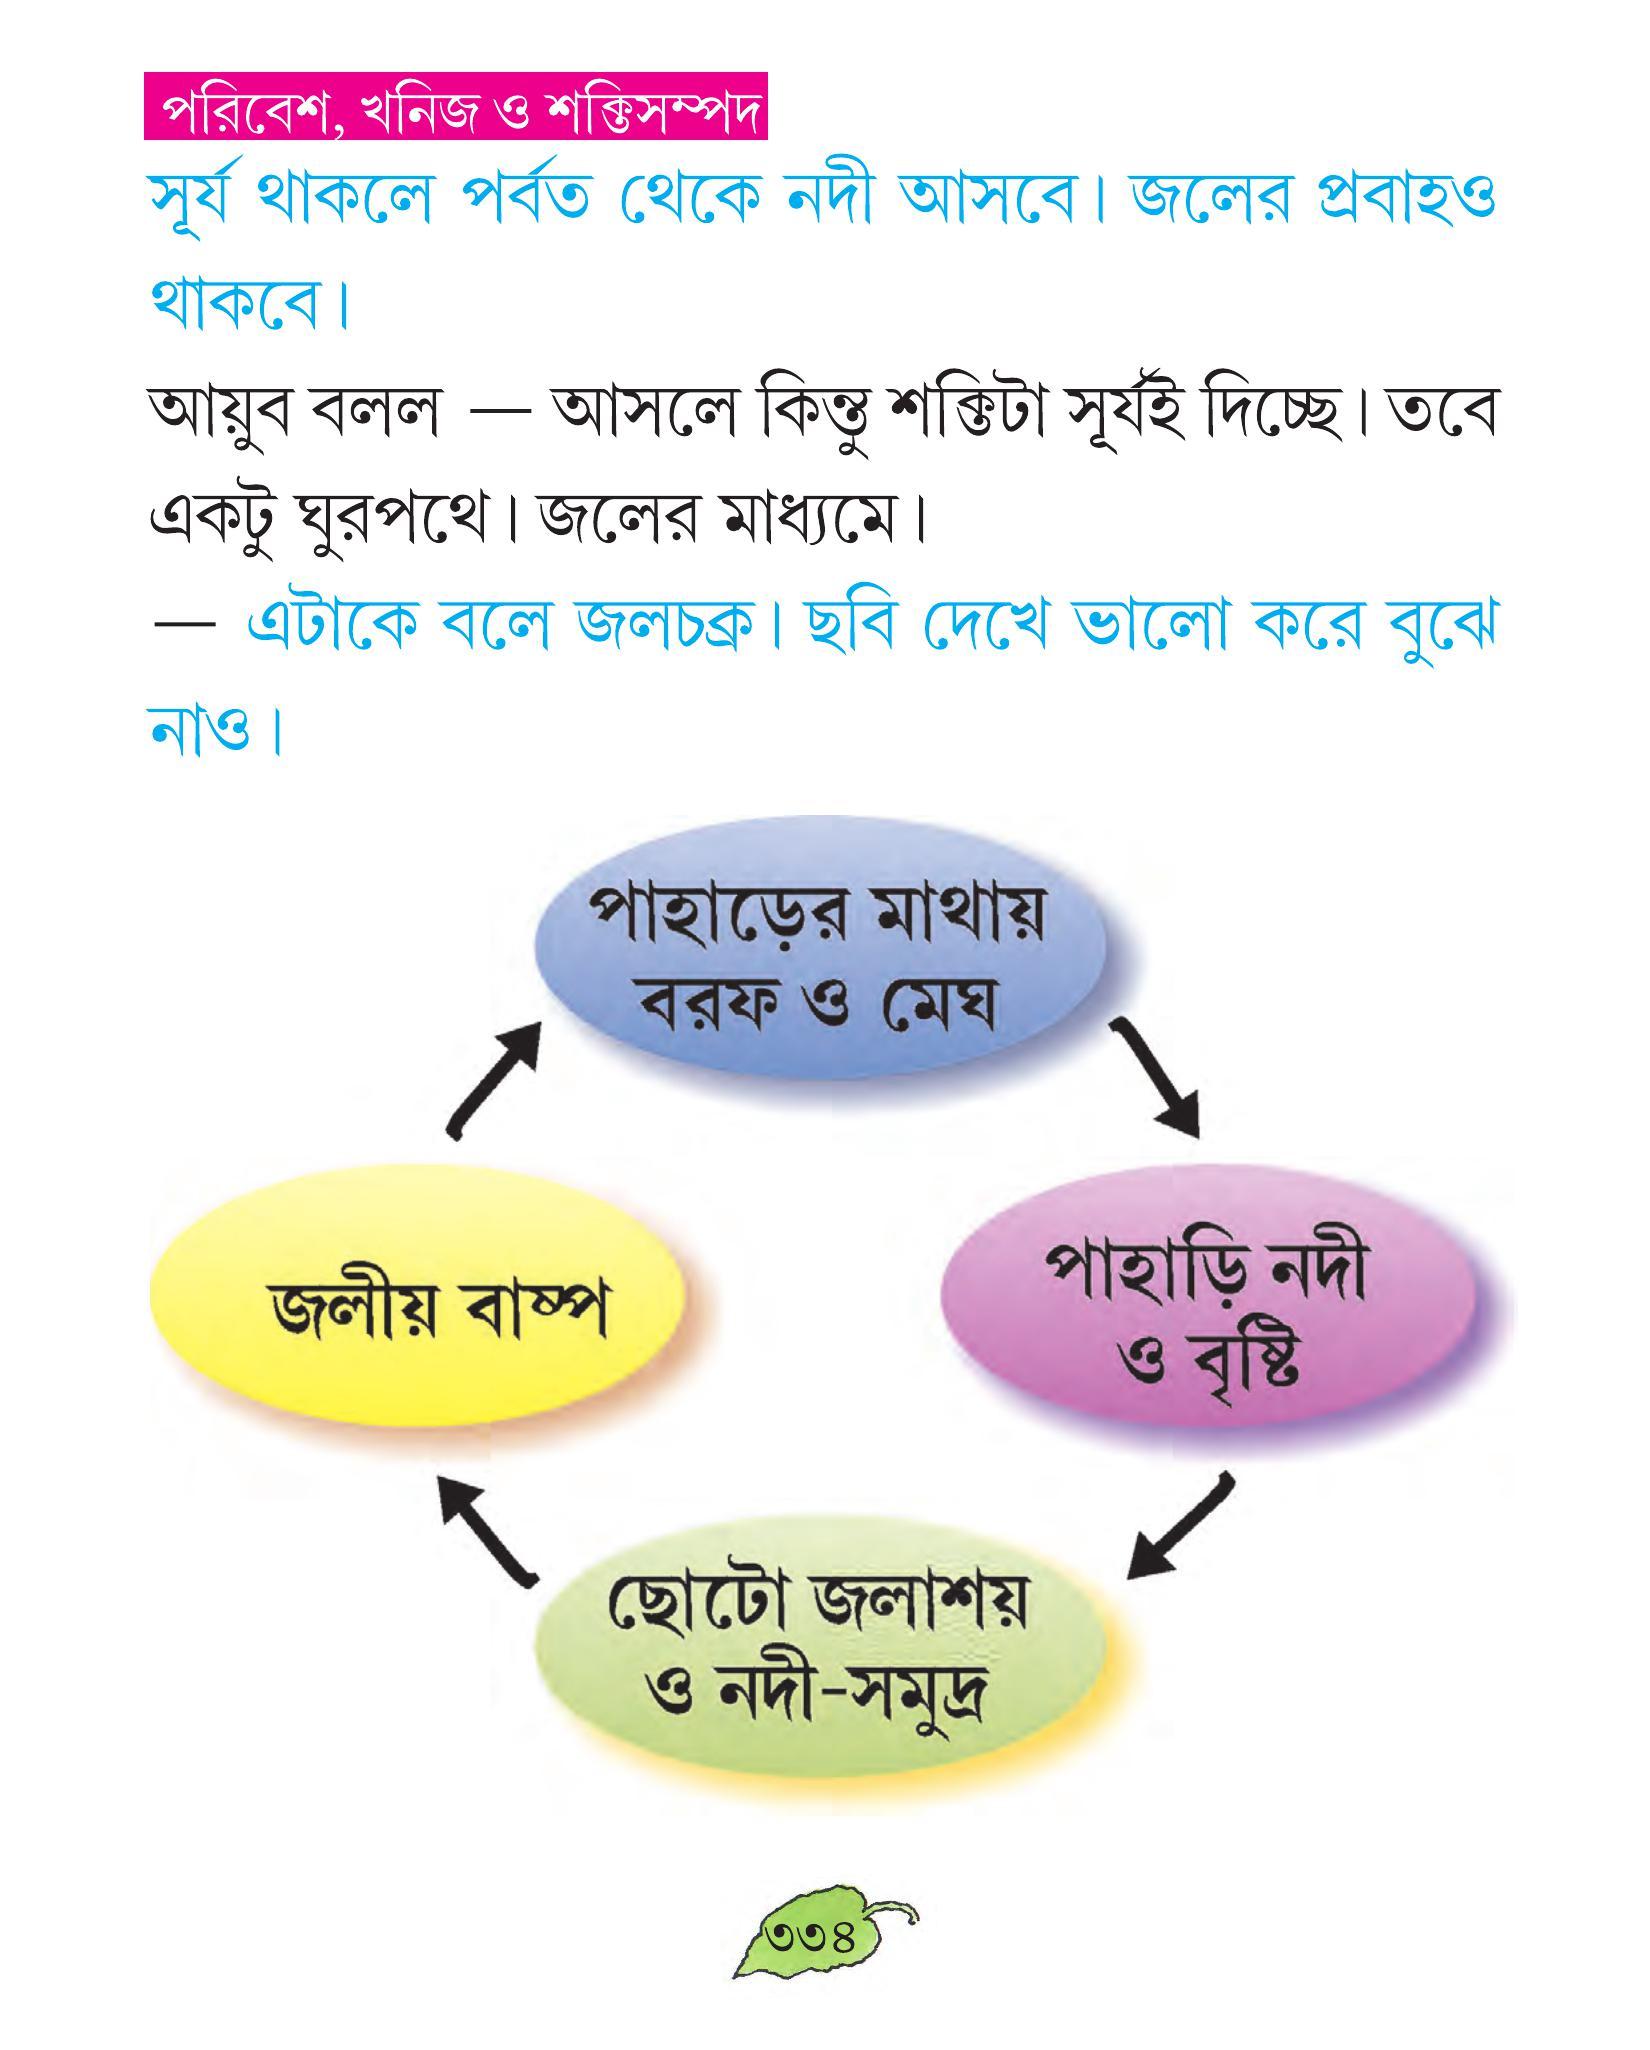 পরিবেশ, খনিজ ও শক্তিসম্পদ
সূর্য থাকলে পর্বত থেকে নদী আসবে। জলের প্রবাহও
থাকবে।
আয়ুব বলল — আসলে কিন্তু শক্তিটা সূর্যই দিচ্ছে। তবে
একটু ঘুরপথে। জলের মাধ্যমে।
— এটাকে বলে জলচক্র। ছবি দেখে ভালো করে বুঝে
নাও।
পাহাড়ের মাথায়
বরফ ও মেঘ
জলীয় বাষ্প
পাহাড়ি নদী
ও বৃষ্টি
ছোটো জলাশয়
ও নদী-সমুদ্র
৩৩৪